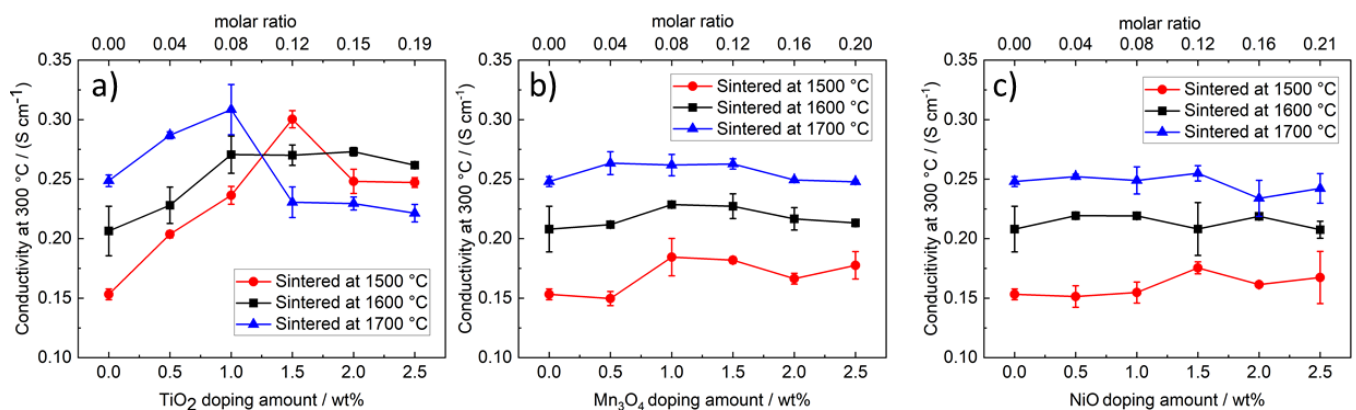 molar ratio
0.00 0.04 0.08 0.12 0.15 0.19
0.35
0.30
0.25
0.20
0.15
0.10
Conductivity at 300 °C / (S cm⁻¹)
a)
Sintered at 1500 °C
Sintered at 1600 °C
Sintered at 1700 °C
0.0 0.5 1.0 1.5 2.0 2.5
TiO₂ doping amount / wt%
molar ratio
0.00 0.04 0.08 0.12 0.16 0.20
0.35
0.30
0.25
0.20
0.15
0.10
Conductivity at 300 °C / (S cm⁻¹)
b)
Sintered at 1500 °C
Sintered at 1600 °C
Sintered at 1700 °C
0.0 0.5 1.0 1.5 2.0 2.5
Mn₃O₄ doping amount / wt%
molar ratio
0.00 0.04 0.08 0.12 0.16 0.21
0.35
0.30
0.25
0.20
0.15
0.10
Conductivity at 300 °C / (S cm⁻¹)
c)
Sintered at 1500 °C
Sintered at 1600 °C
Sintered at 1700 °C
0.0 0.5 1.0 1.5 2.0 2.5
NiO doping amount / wt%